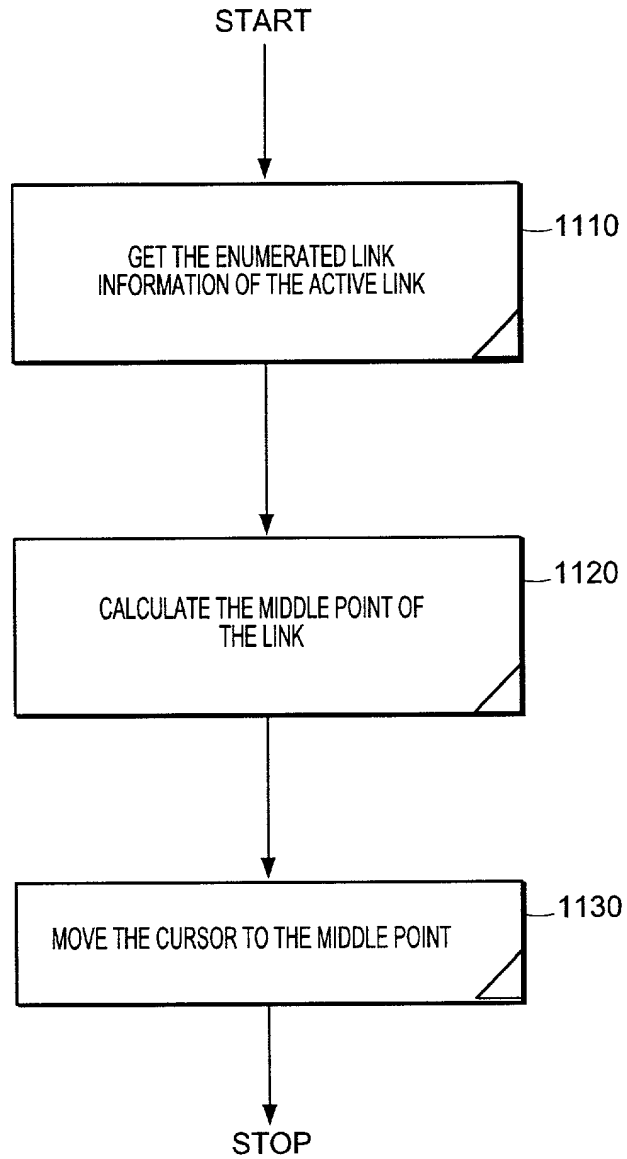 START
GET THE ENUMERATED LINK
INFORMATION OF THE ACTIVE LINK
1110
CALCULATE THE MIDDLE POINT OF
THE LINK
1120
MOVE THE CURSOR TO THE MIDDLE POINT
1130
STOP